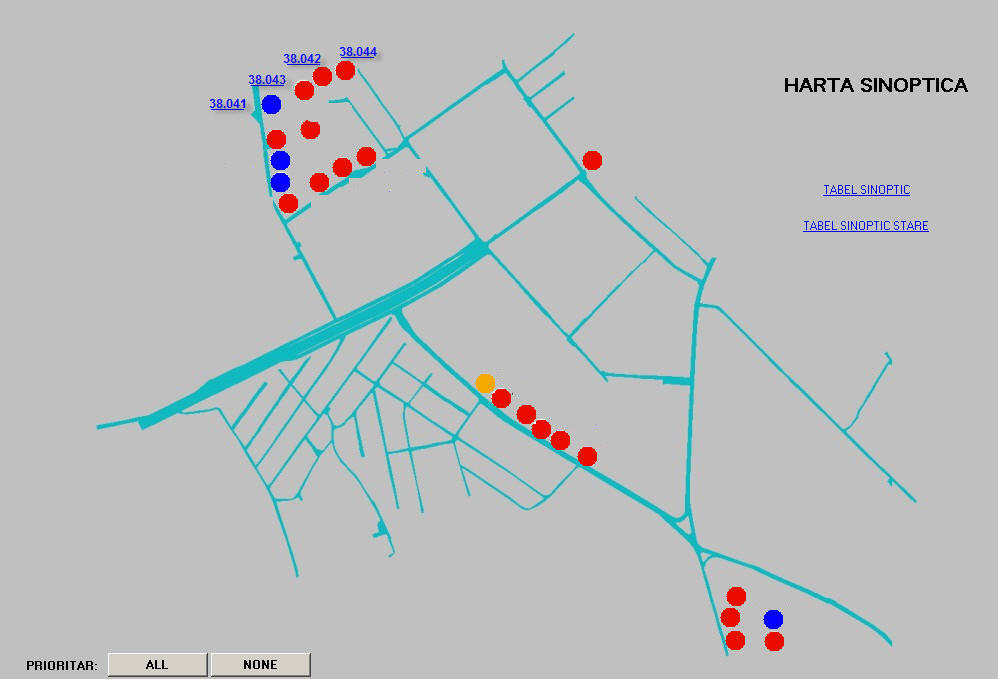 38.044
38.042
38.043
38.041
HARTA SINOPTICA
TABEL SINOPTIC
TABEL SINOPTIC STARE
PRIORITAR: ALL NONE